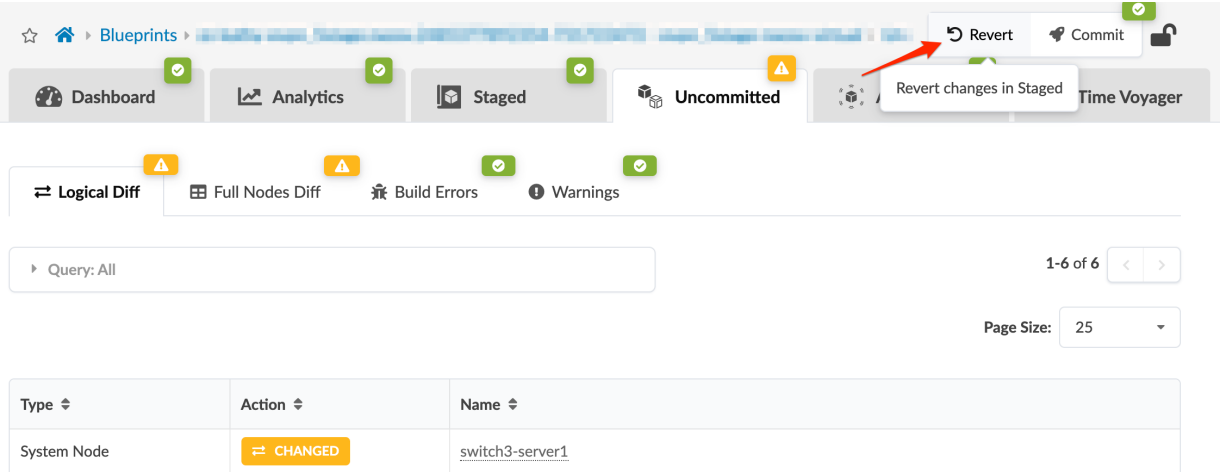 Blueprints
Revert
Commit
Revert changes in Staged
Dashboard
Analytics
Staged
Uncommitted
Time Voyager
Logical Diff
Full Nodes Diff
Build Errors
Warnings
Query: All
1-6 of 6
Page Size:
25
Type
Action
Name
System Node
CHANGED
switch3-server1